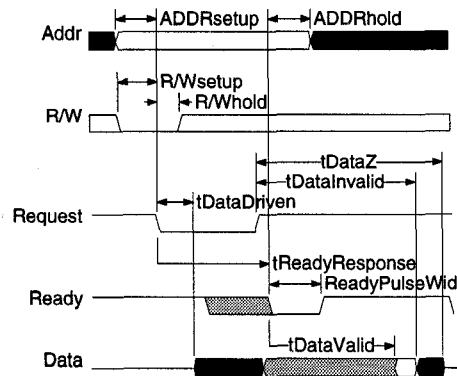 ADDRsetup
ADDRhold
Addr
R/Wsetup
R/Whold
R/W
tDataZ
tDataInvalid
tDataDriven
Request
tReadyResponse
ReadyPulseWid
Ready
tDataValid
Data